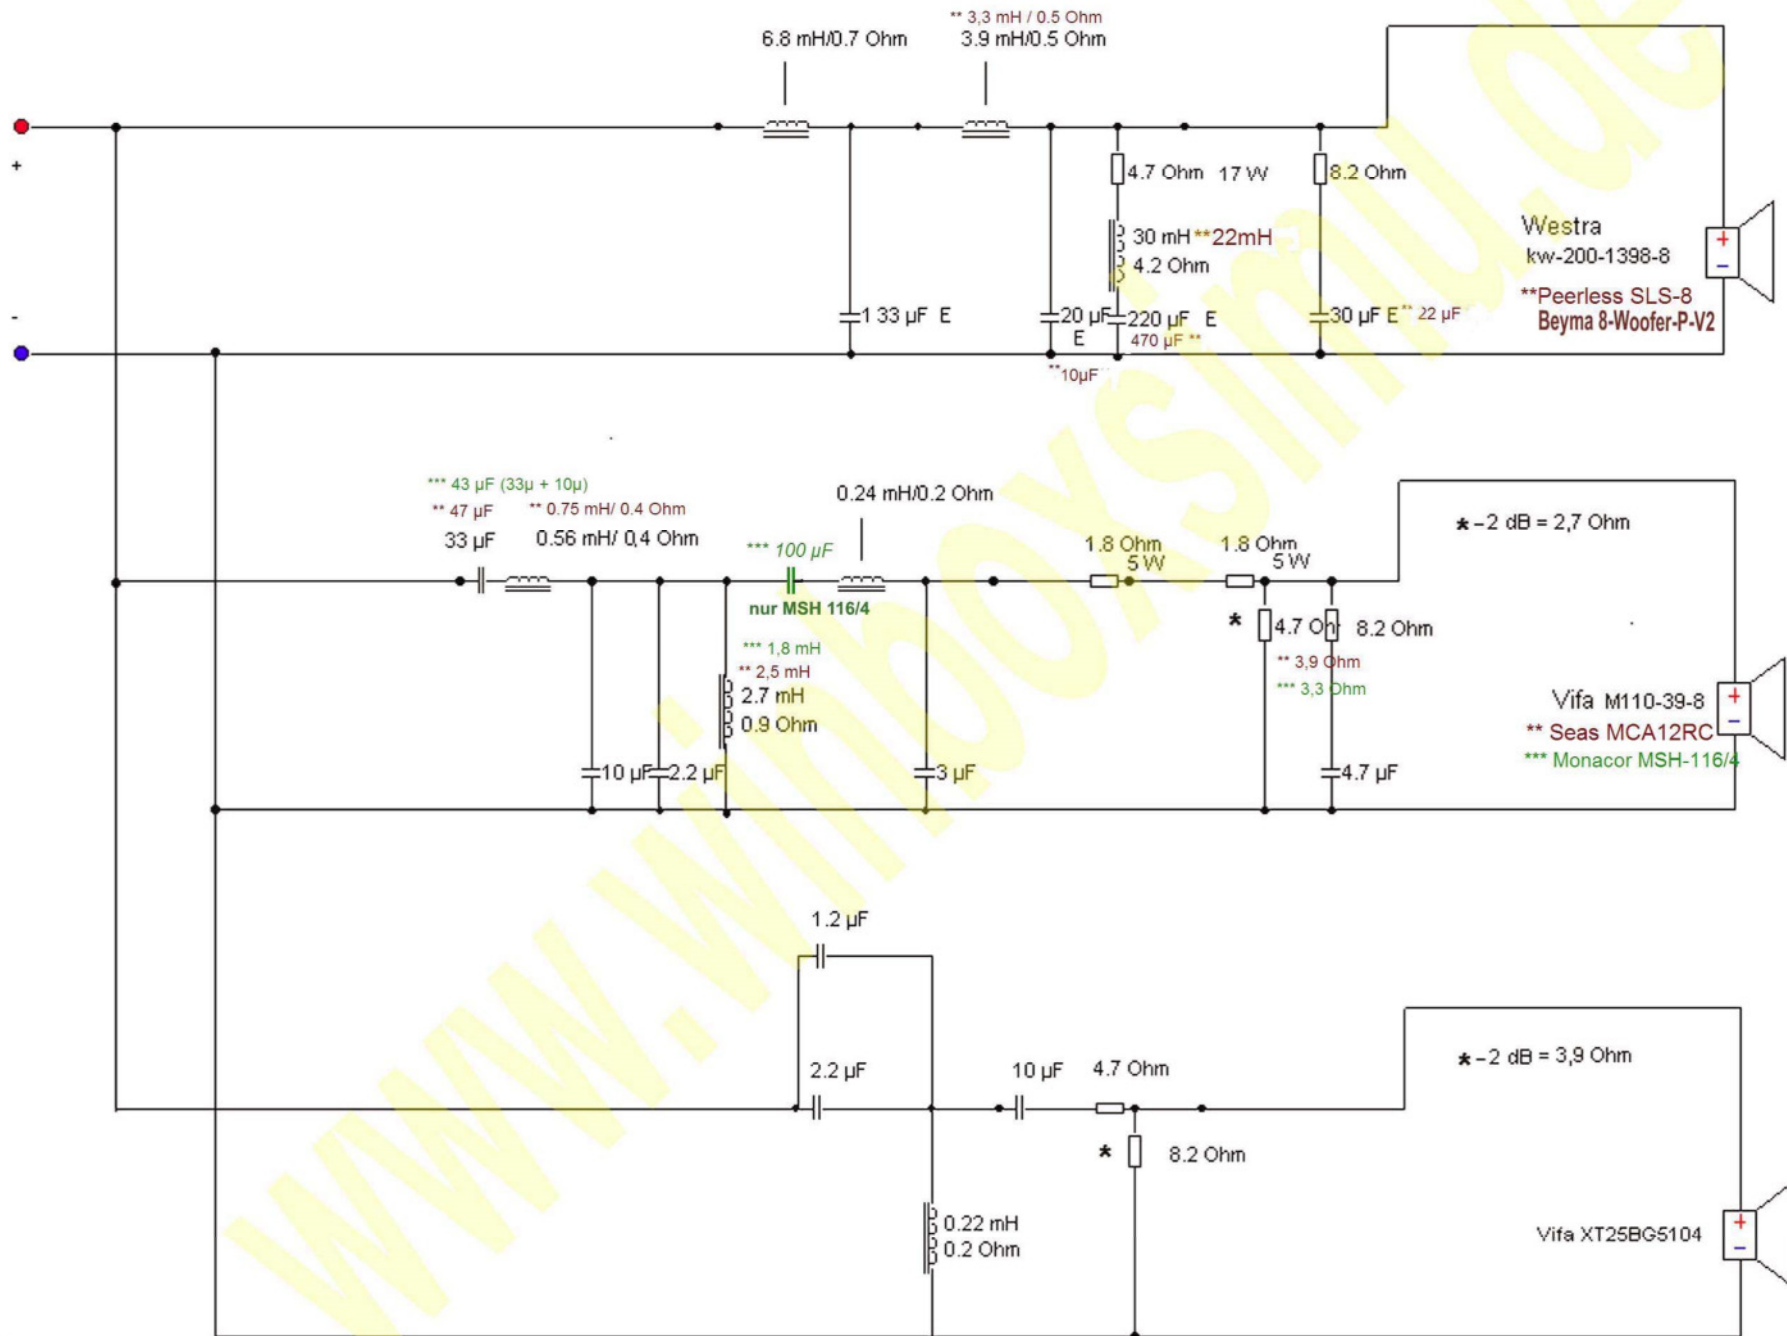 ** 3,3 mH / 0.5 Ohm
6.8 mH/0.7 Ohm
3.9 mH/0.5 Ohm
+
-
4.7 Ohm 17 W
8.2 Ohm
30 mH **22mH
4.2 Ohm
Westra
kw-200-1398-8
**Peerless SLS-8
Beyma 8-Woofer-P-V2
+
-
133 µF E
20 µF
E
220 µF E
470 µF **
30 µF E ** 22 µF
**10µF
*** 43 µF (33µ + 10µ)
** 47 µF
** 0.75 mH/ 0.4 Ohm
33 µF
0.56 mH/ 0,4 Ohm
0.24 mH/0.2 Ohm
*** 100 µF
nur MSH 116/4
1.8 Ohm
5 W
1.8 Ohm
5 W
* -2 dB = 2,7 Ohm
*
4.7 Oh
8.2 Ohm
** 3,9 Ohm
*** 3,3 Ohm
*** 1,8 mH
** 2,5 mH
2.7 mH
0.9 Ohm
10 µF
2.2 µF
3 µF
4.7 µF
Vifa M110-39-8
** Seas MCA12RC
*** Monacor MSH-116/4
+
-
1.2 µF
2.2 µF
10 µF
4.7 Ohm
* -2 dB = 3,9 Ohm
*
8.2 Ohm
0.22 mH
0.2 Ohm
Vifa XT25BG5104
+
-
www.winboxsimu.de